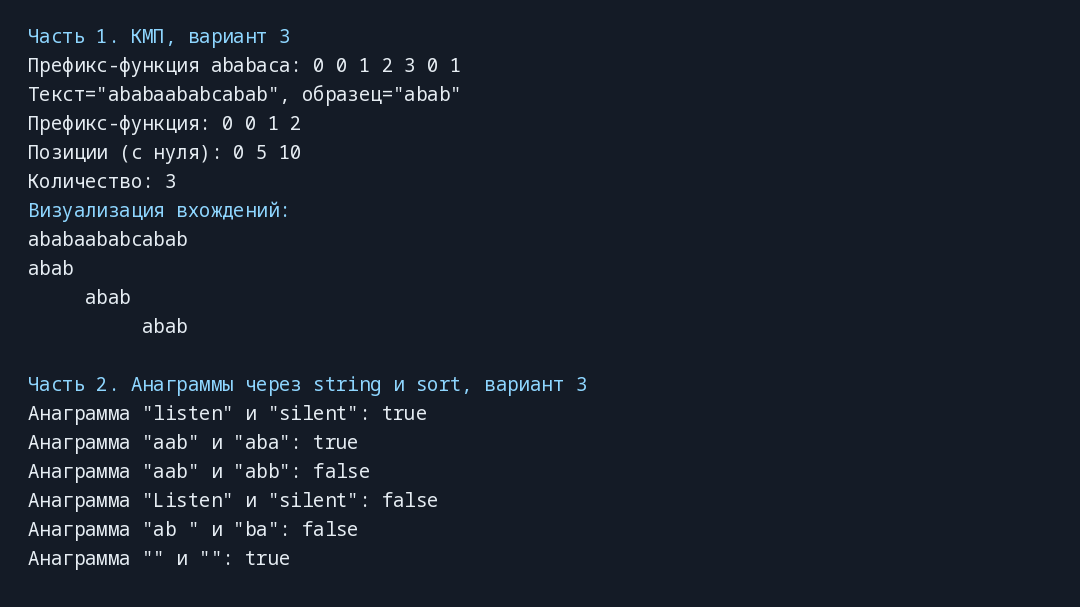 Часть 1. КМП, вариант 3
Префикс-функция ababaca: 0 0 1 2 3 0 1
Текст="ababaababcabab", образец="abab"
Префикс-функция: 0 0 1 2
Позиции (с нуля): 0 5 10
Количество: 3
Визуализация вхождений:
ababaababcabab
abab
     abab
          abab
Часть 2. Анаграммы через string и sort, вариант 3
Анаграмма "listen" и "silent": true
Анаграмма "aab" и "aba": true
Анаграмма "aab" и "abb": false
Анаграмма "Listen" и "silent": false
Анаграмма "ab " и "ba": false
Анаграмма "" и "": true